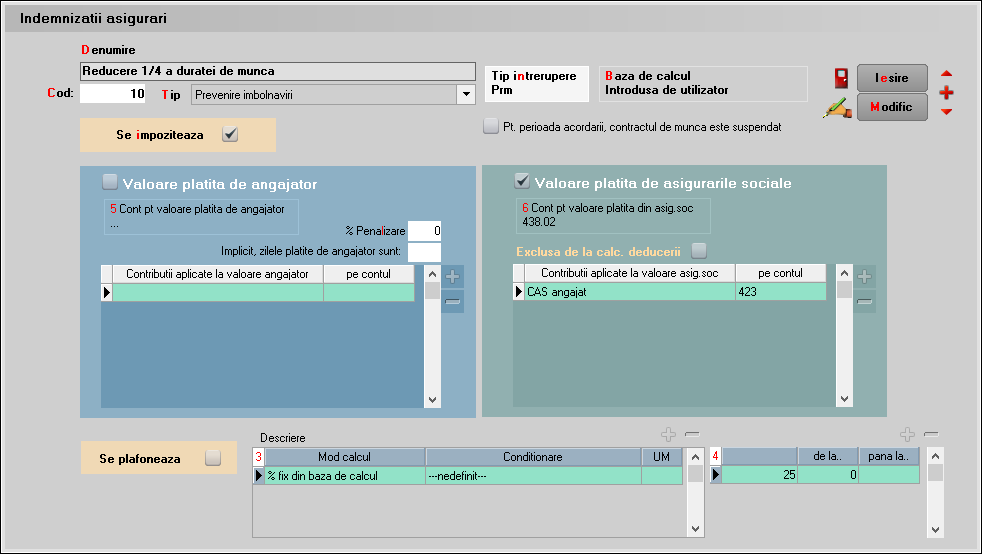 Indemnizatii asigurari
Denumire
Reducere 1/4 a duratei de munca
Cod: 10 Tip Prevenire imbolnaviri
Tip intrerupere
Prm
Baza de calcul
Introdusa de utilizator
Iesire
Modific
Se impoziteaza
Pt. perioada acordarii, contractul de munca este suspendat
Valoare platita de angajator
5 Cont pt valoare platita de angajator
...
% Penalizare 0
Implicit, zilele platite de angajator sunt:
Contributii aplicate la valoare angajator pe contul
Valoare platita de asigurarile sociale
6 Cont pt valoare platita din asig.soc
438.02
Exclusa de la calc. deducerii
Contributii aplicate la valoare asig.soc pe contul
CAS angajat 423
Se plafoneaza
Descriere
3 Mod calcul Conditionare UM
% fix din baza de calcul ---nedefinit---
4 de la.. pana la..
25 0